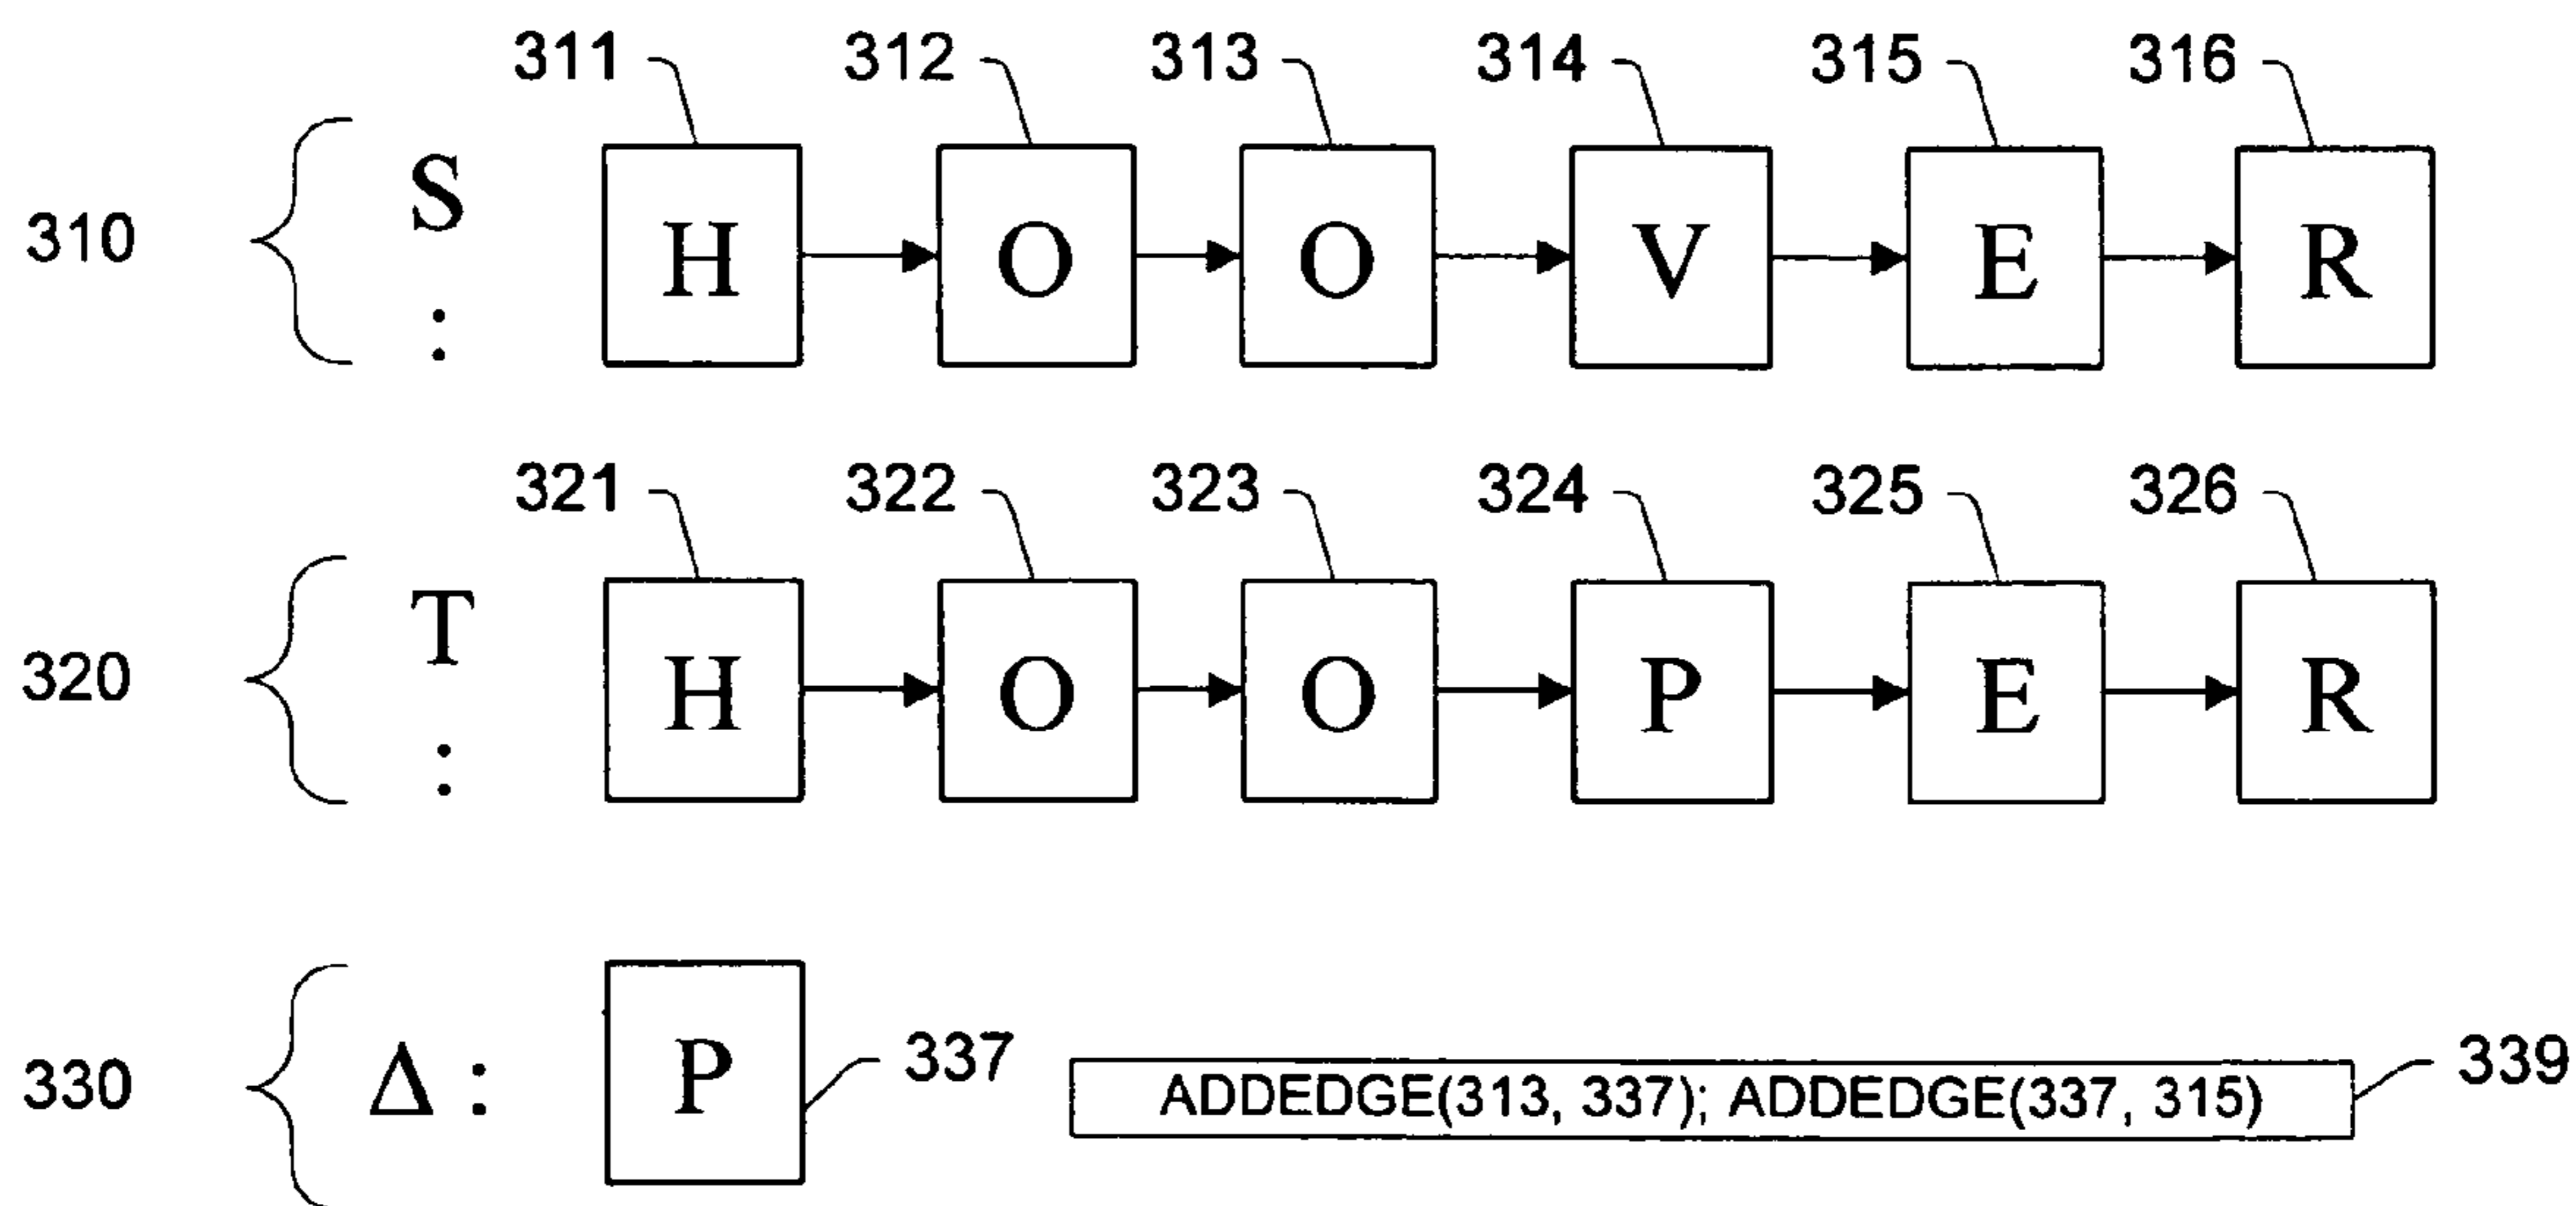 311 312 313 314 315 316
310 S : H O O V E R
321 322 323 324 325 326
320 T : H O O P E R
330 Δ : P 337 ADDEDGE(313, 337); ADDEDGE(337, 315) 339